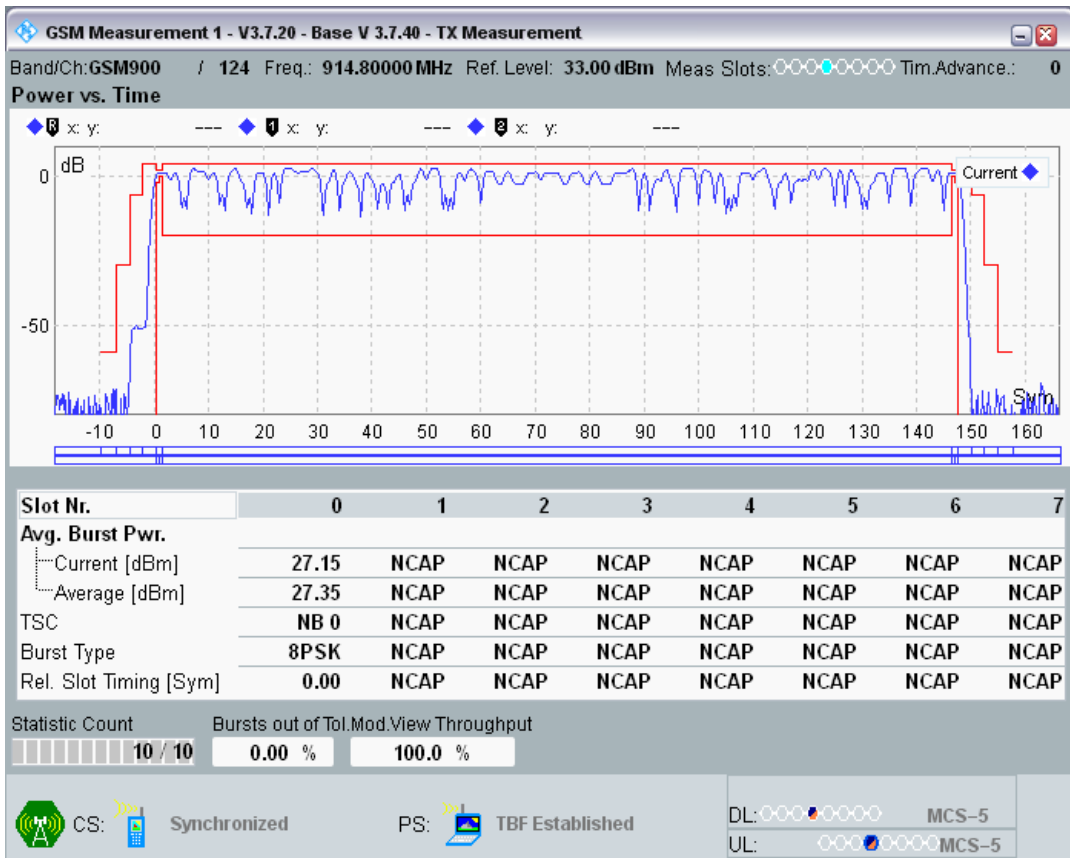 GSM Measurement 1 - V3.7.20 - Base V 3.7.40 - TX Measurement
Band/Ch:GSM900 / 124 Freq.: 914.80000 MHz Ref. Level: 33.00 dBm Meas Slots: Tim.Advance.: 0
Power vs. Time
R x: y: --- 1 x: y: --- 2 x: y: ---
dB
Current
0
-50
Sym
-10 0 10 20 30 40 50 60 70 80 90 100 110 120 130 140 150 160
Slot Nr. 0 1 2 3 4 5 6 7
Avg. Burst Pwr.
Current [dBm] 27.15 NCAP NCAP NCAP NCAP NCAP NCAP NCAP
Average [dBm] 27.35 NCAP NCAP NCAP NCAP NCAP NCAP NCAP
TSC NB 0 NCAP NCAP NCAP NCAP NCAP NCAP NCAP
Burst Type 8PSK NCAP NCAP NCAP NCAP NCAP NCAP NCAP
Rel. Slot Timing [Sym] 0.00 NCAP NCAP NCAP NCAP NCAP NCAP NCAP
Statistic Count Bursts out of Tol.Mod.View Throughput
10 / 10 0.00 % 100.0 %
CS: Synchronized PS: TBF Established
DL: MCS-5
UL: MCS-5